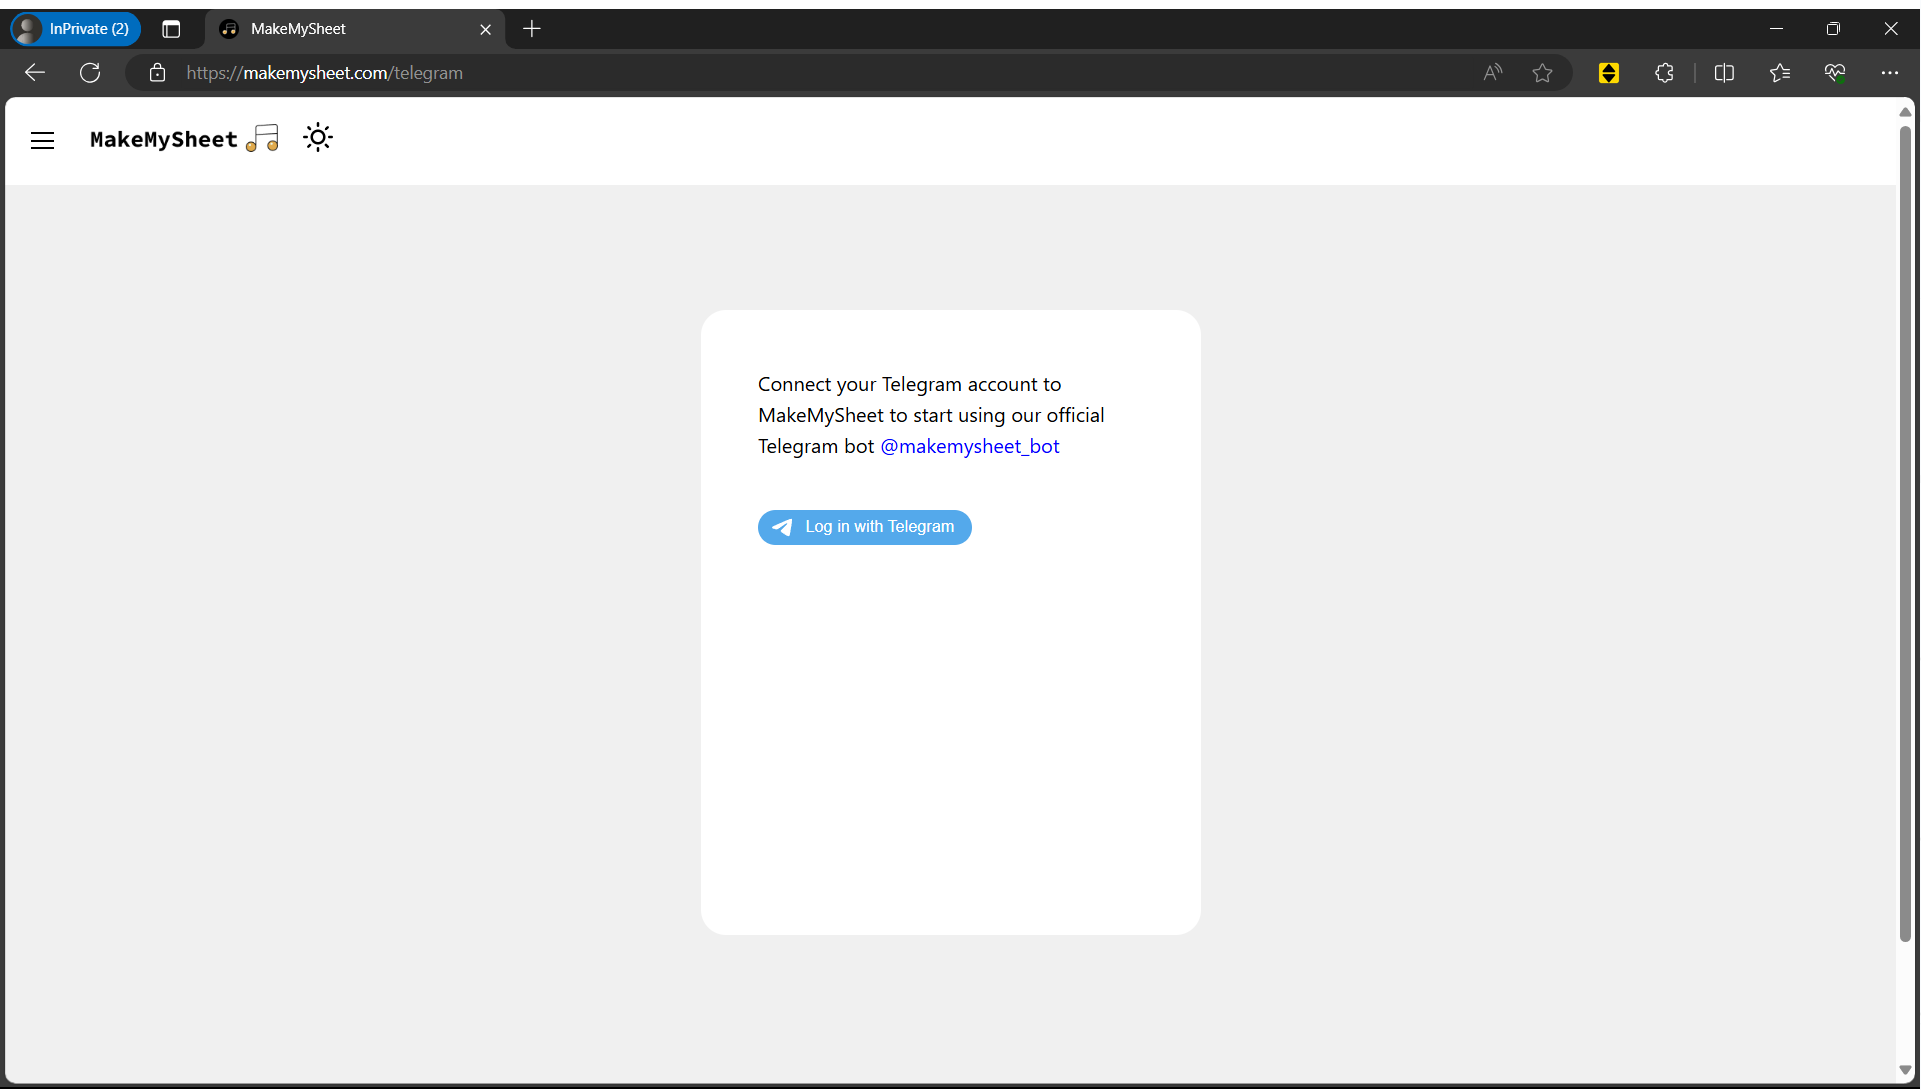 InPrivate (2)
MakeMySheet
https://makemysheet.com/telegram
MakeMySheet
Connect your Telegram account to
MakeMySheet to start using our official
Telegram bot @makemysheet_bot
Log in with Telegram